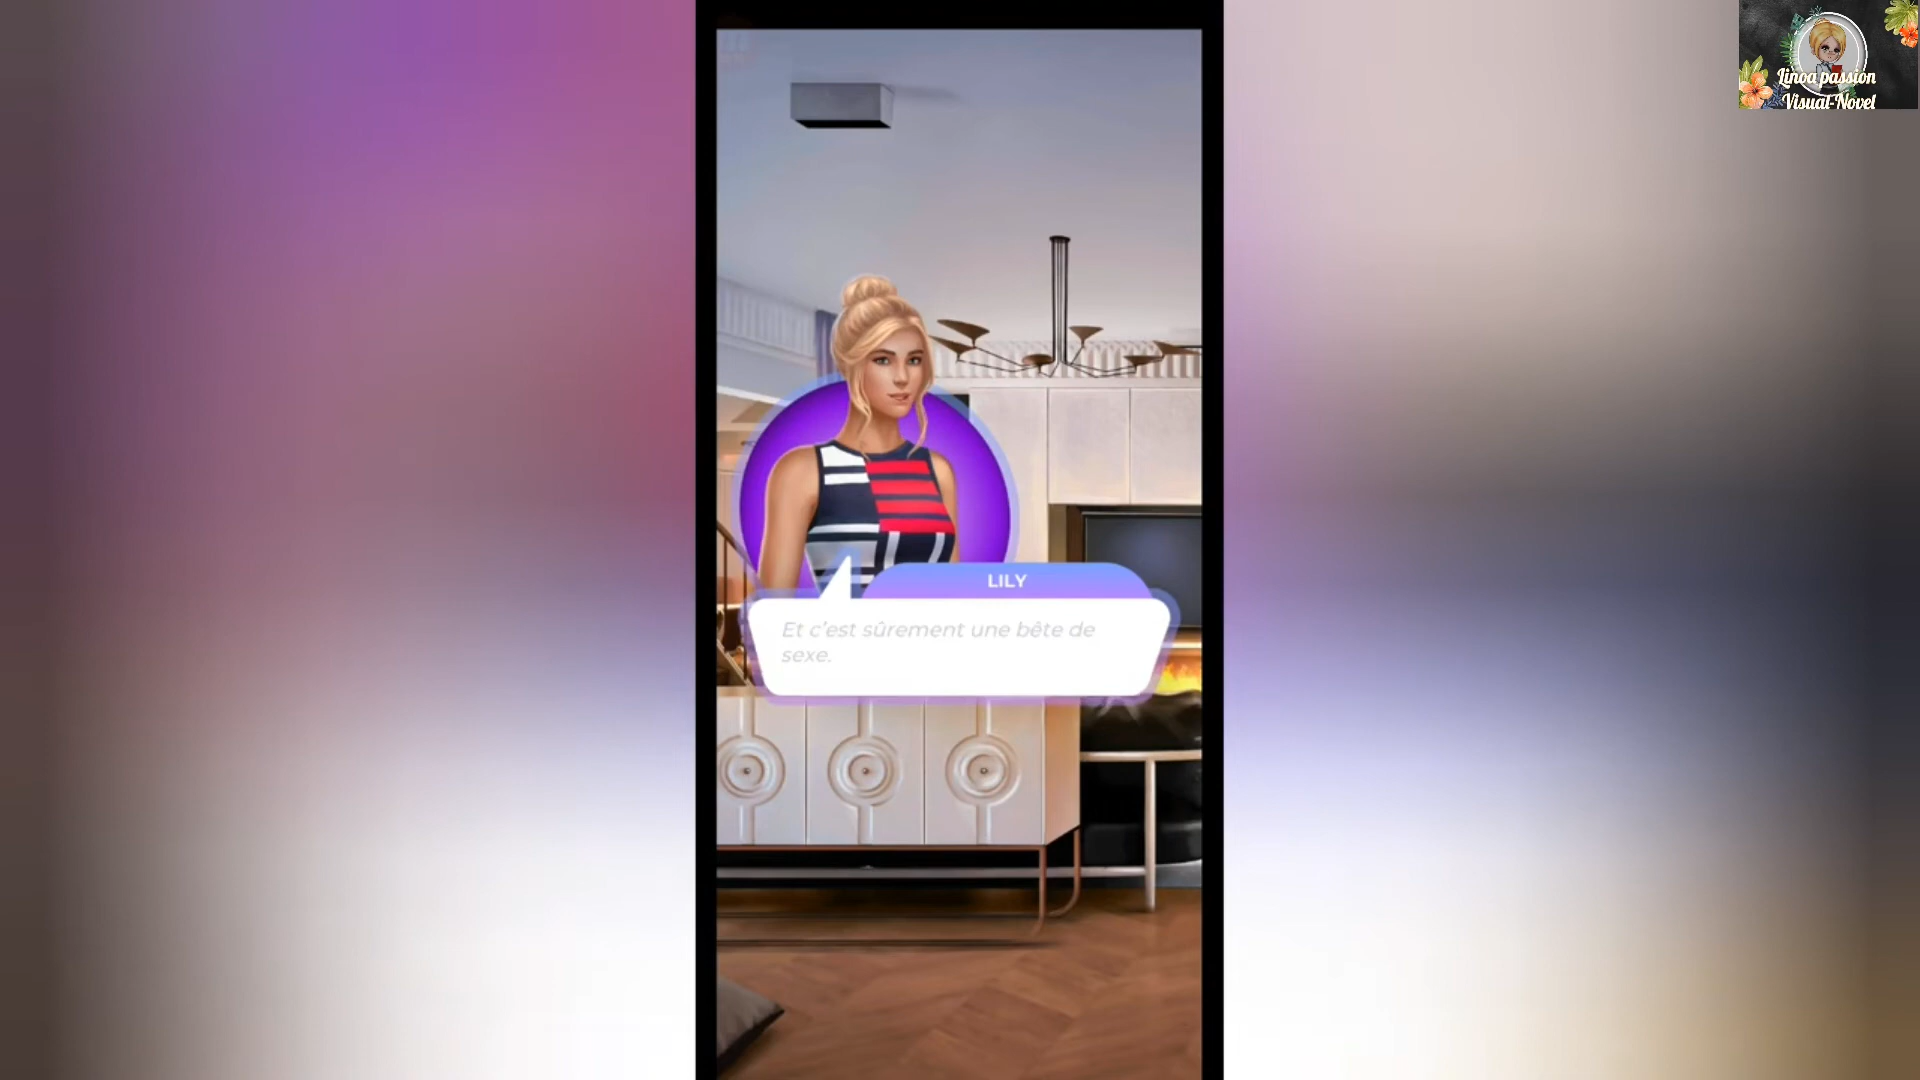 Linoa passion
Visual-Novel
LILY
Et c’est sûrement une bête de
sexe.